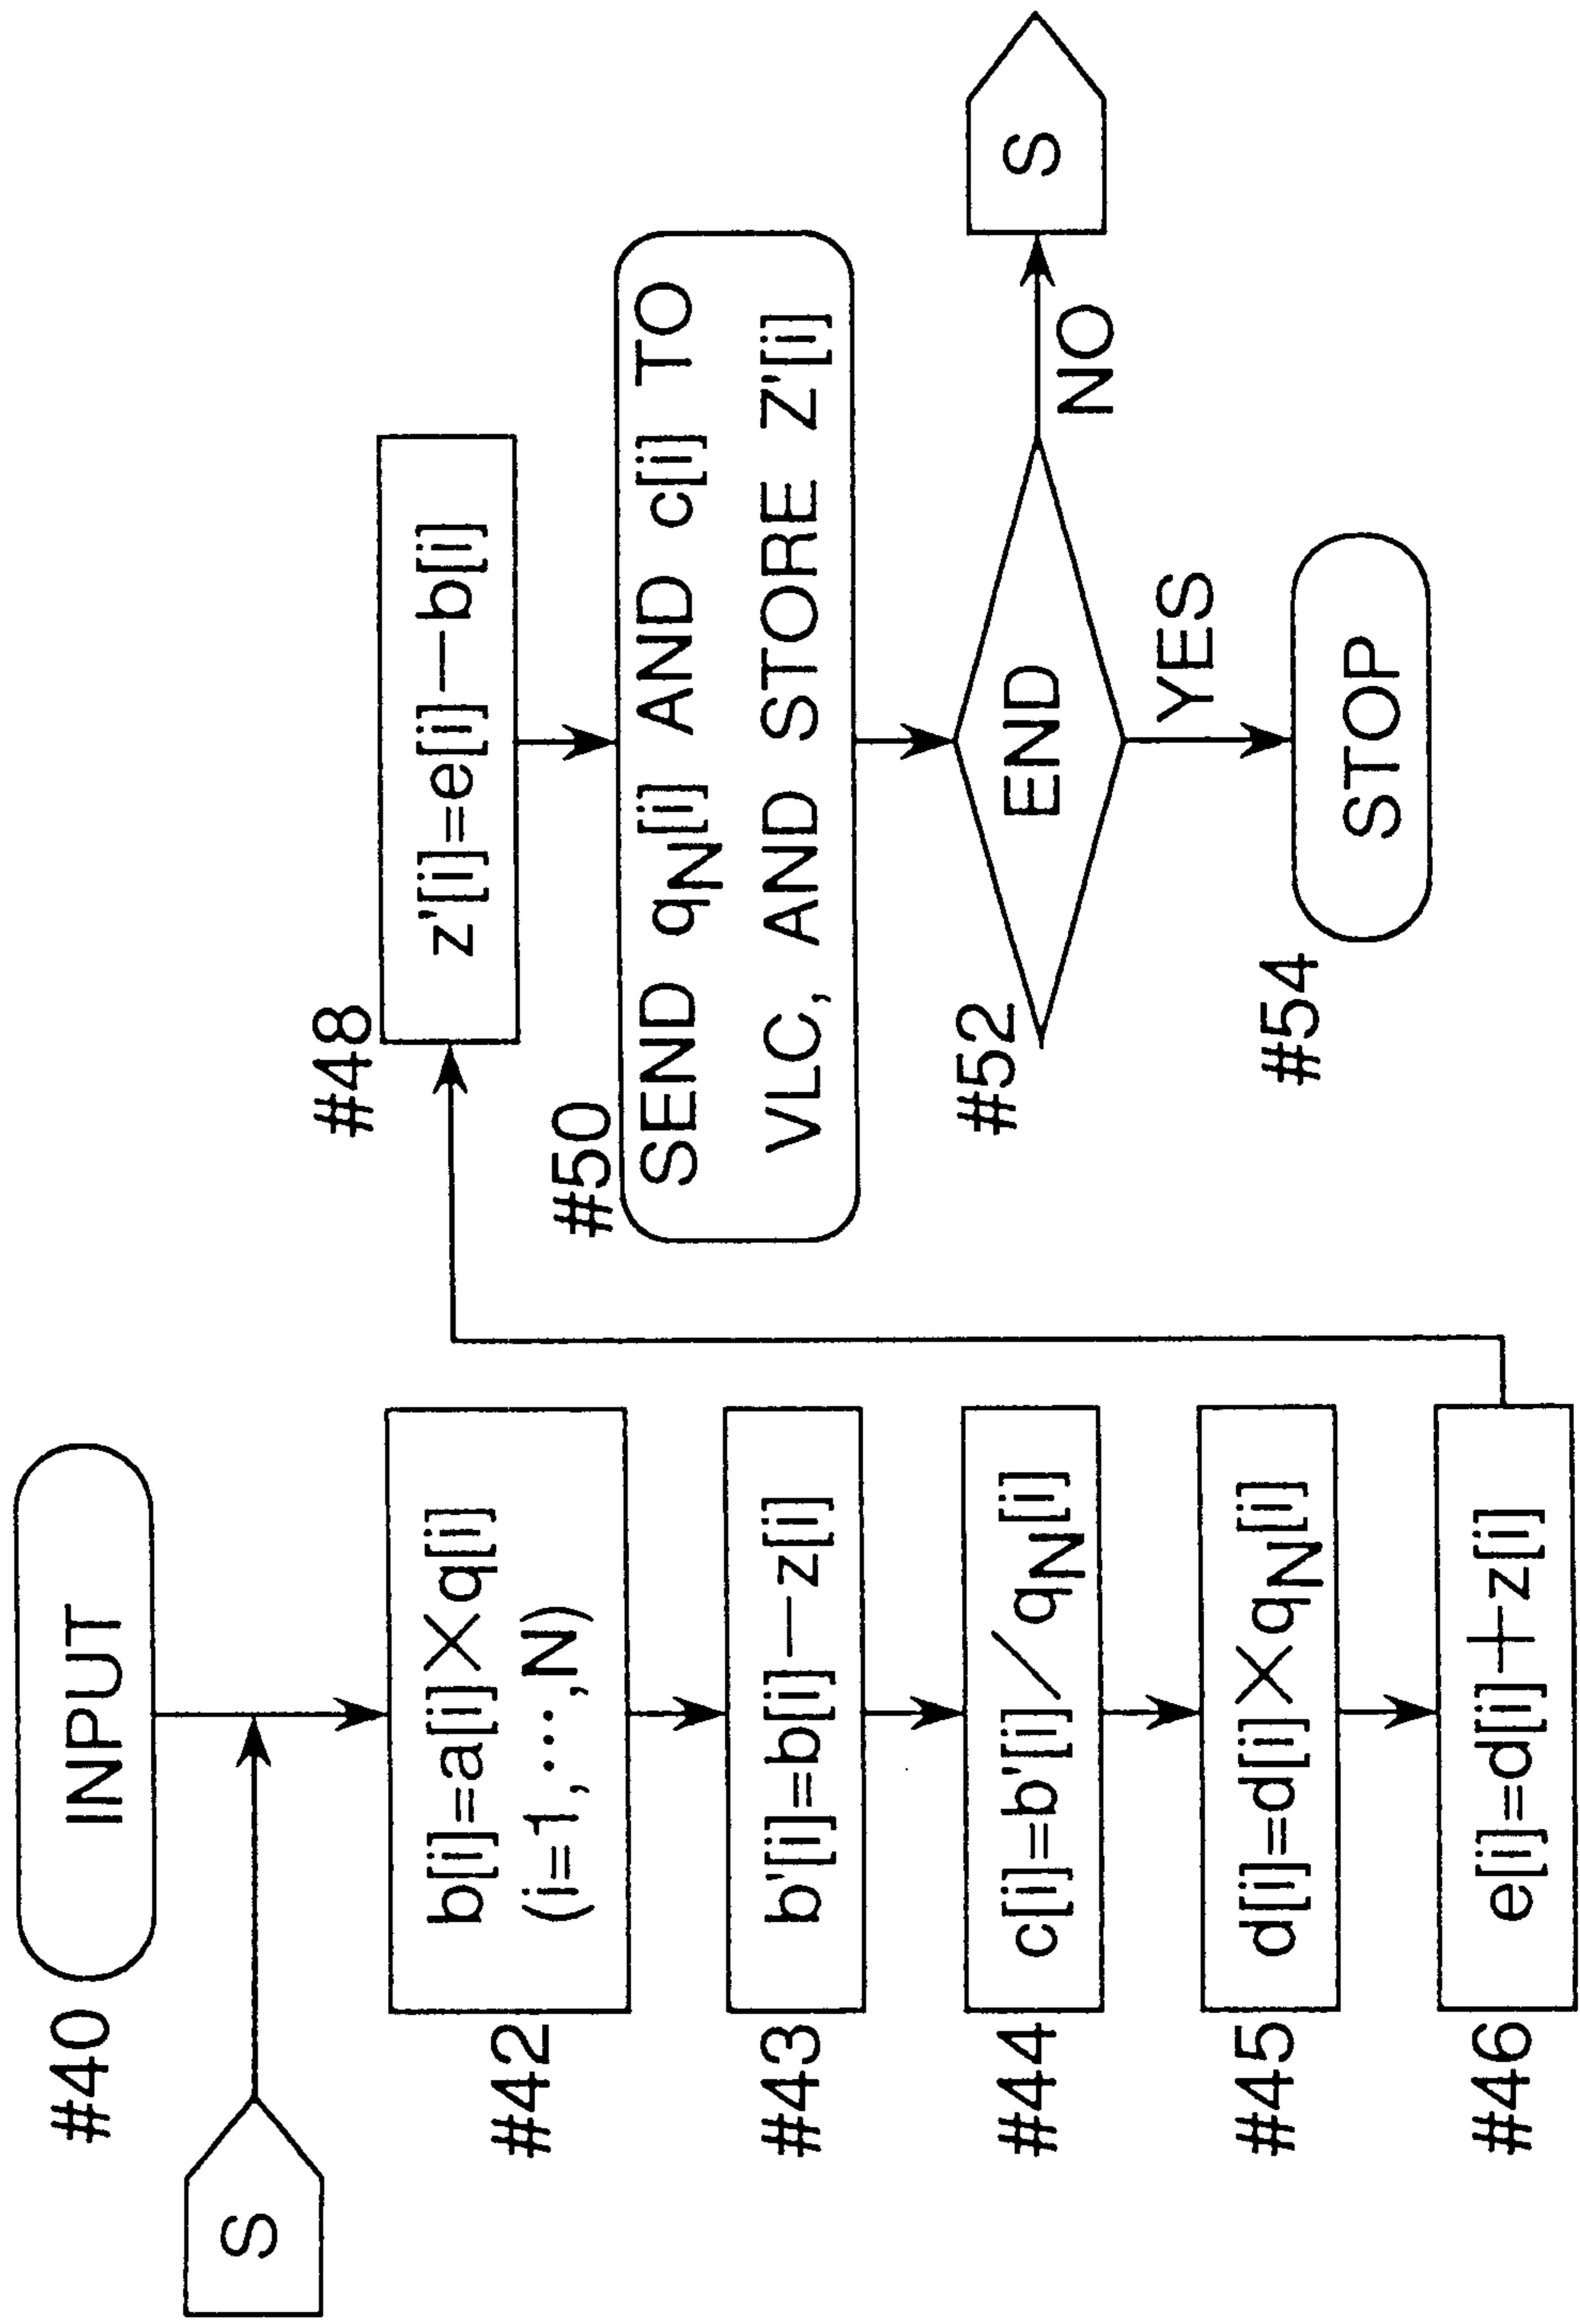 #40
INPUT
S
#42
b[i]=a[i]×q[i]
(i=1,···,N)
#43
b'[i]=b[i]—z[i]
#44
c[i]=b'[i]/qN[i]
#45
d[i]=d[i]×qN[i]
#46
e[i]=d[i]+z[i]
#48
z'[i]=e[i]—b[i]
#50
SEND qN[i] AND c[i] TO
VLC, AND STORE Z'[i]
#52
END
NO
S
YES
#54
STOP